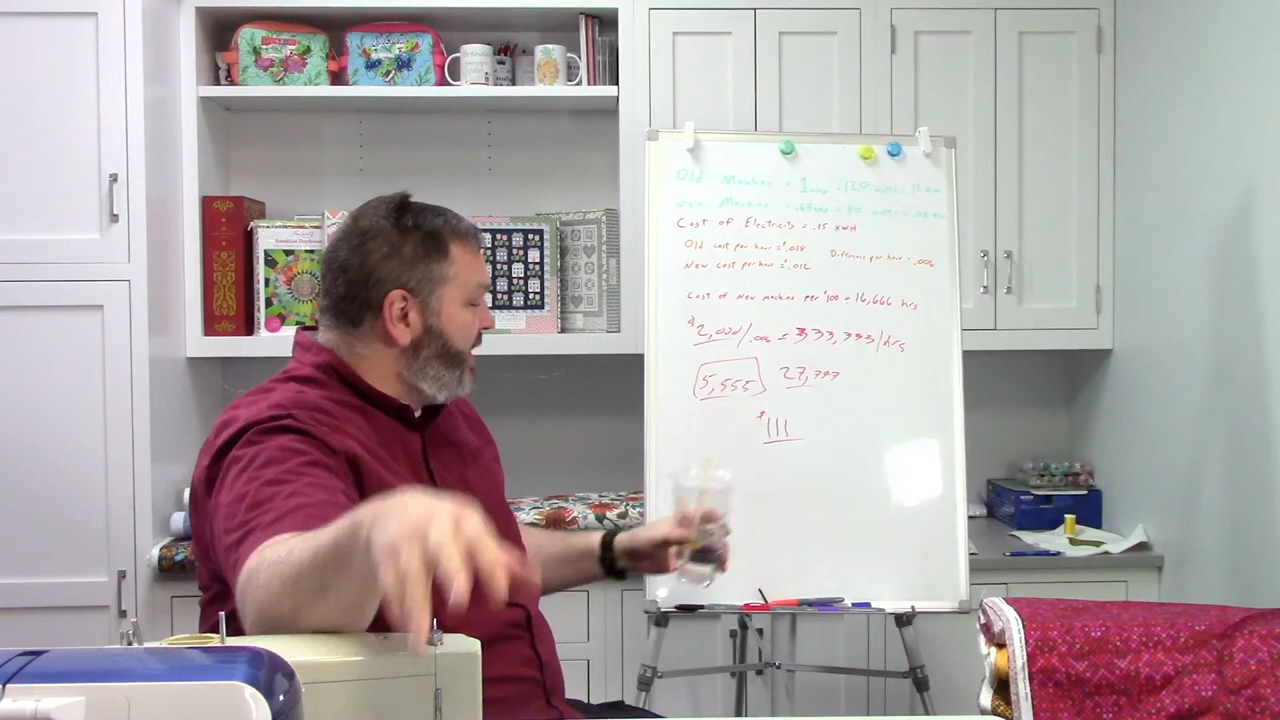 Old Machine = 1 amp = 120 watts = .12 KW
New Machine = .67 amp = 80 watts = .08 KW
Cost of Electricity = .15 KWH
Old cost per hour = $.018
Difference per hour = .006
New cost per hour = $.012
Cost of new machine per $100 = 16,666 hrs
$2,000/.006 = 333,333/hrs
5,555
27,777
$111